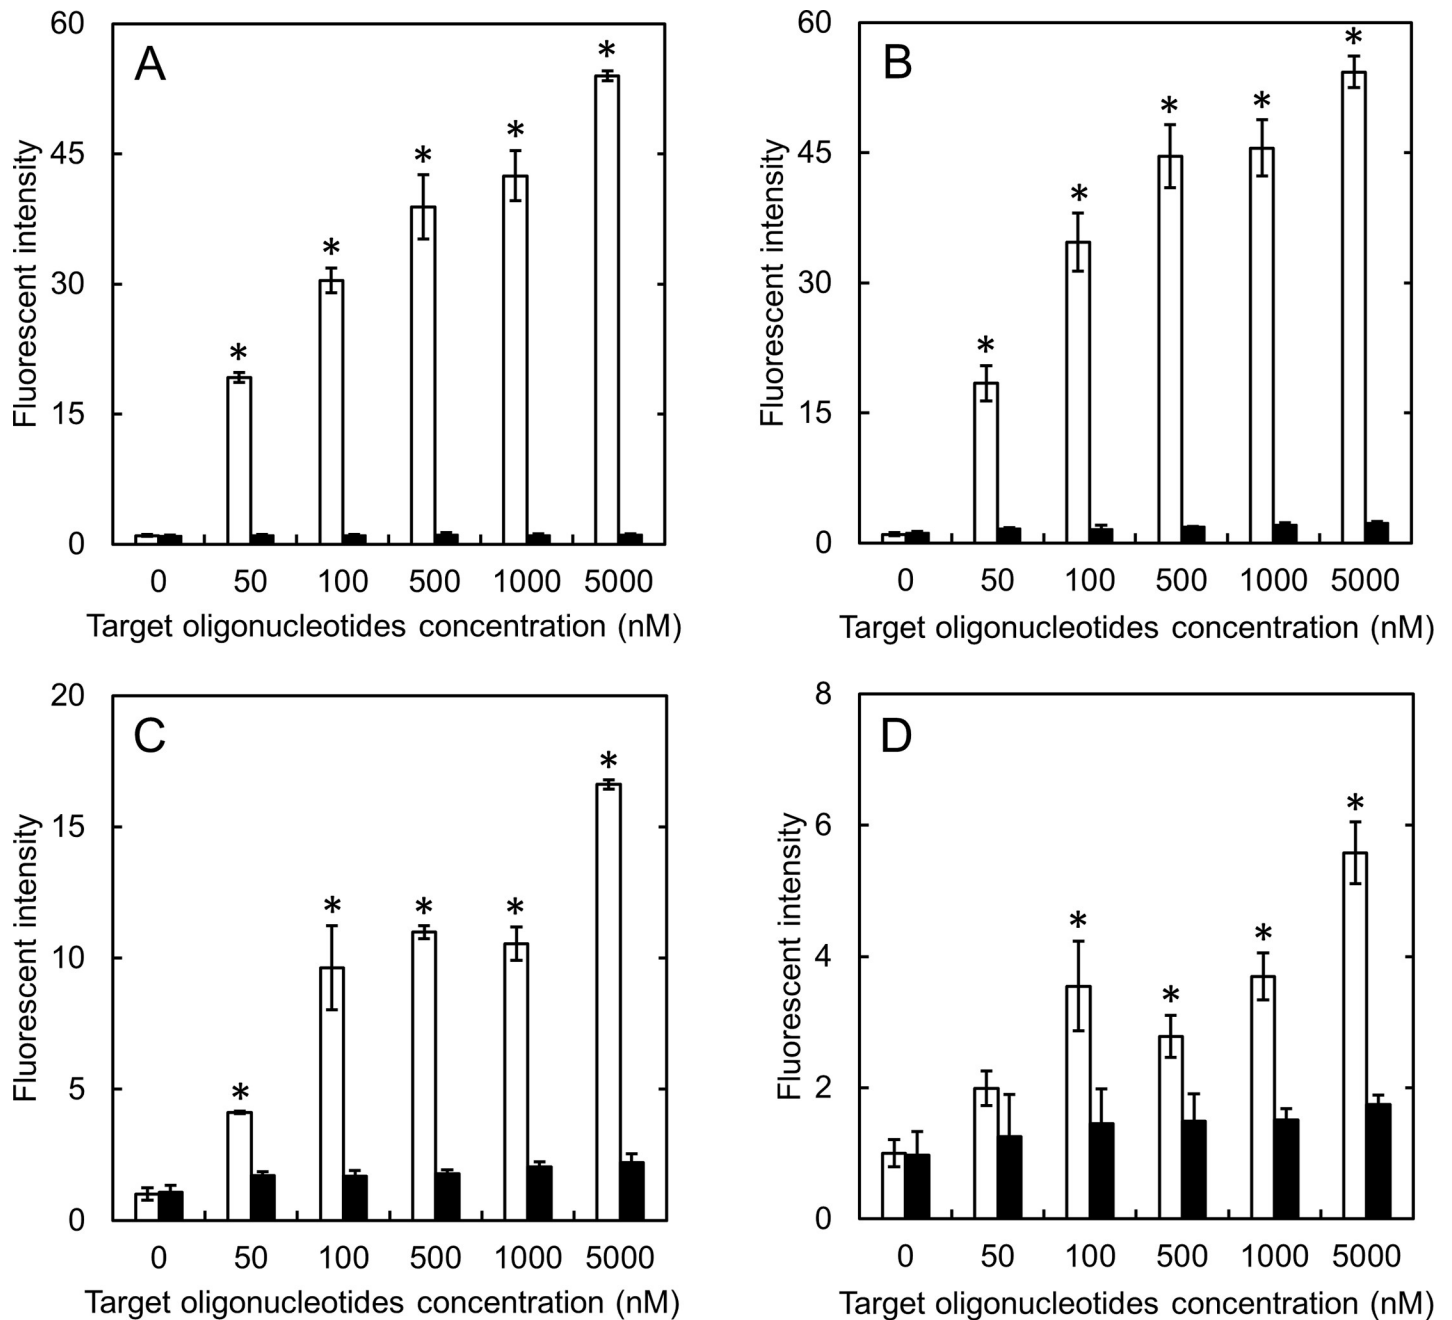 A
Fluorescent intensity
60
45
30
15
0
*
*
*
*
*
0 50 100 500 1000 5000
Target oligonucleotides concentration (nM)
B
Fluorescent intensity
60
45
30
15
0
*
*
*
*
*
0 50 100 500 1000 5000
Target oligonucleotides concentration (nM)
C
Fluorescent intensity
20
15
10
5
0
*
*
*
*
*
0 50 100 500 1000 5000
Target oligonucleotides concentration (nM)
D
Fluorescent intensity
8
6
4
2
0
*
*
*
*
0 50 100 500 1000 5000
Target oligonucleotides concentration (nM)